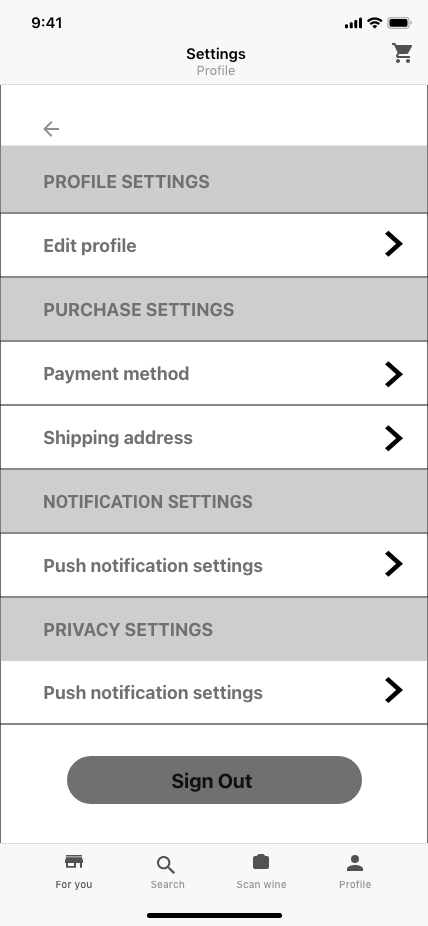 9:41
Settings
Profile
PROFILE SETTINGS
Edit profile
PURCHASE SETTINGS
Payment method
Shipping address
NOTIFICATION SETTINGS
Push notification settings
PRIVACY SETTINGS
Push notification settings
Sign Out
For you Search Scan wine Profile